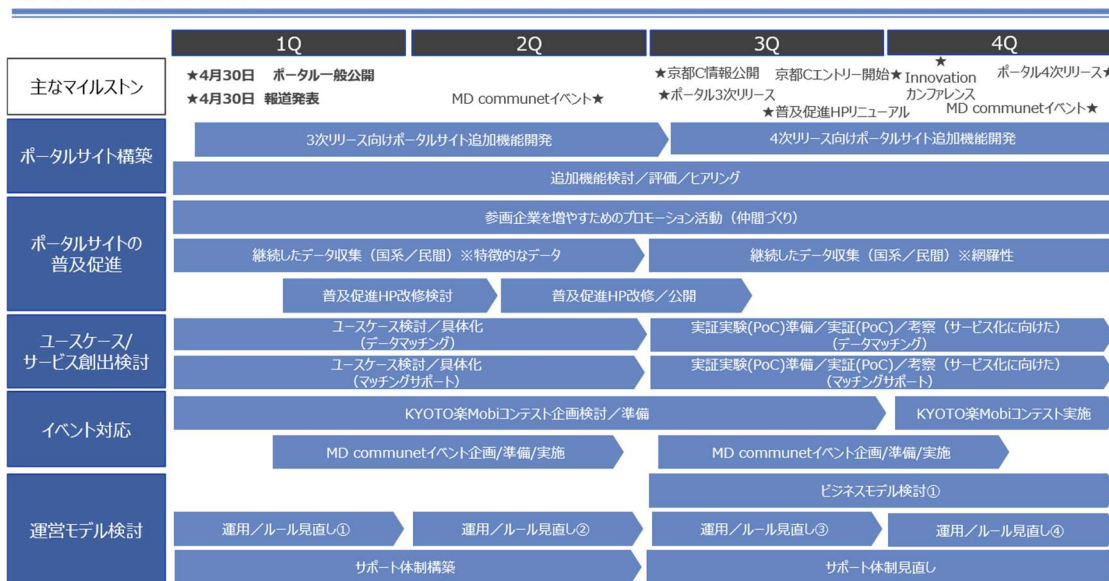 1Q
2Q
3Q
4Q
主なマイルストン
★4月30日 ポータル一般公開
★4月30日 報道発表
MD communetイベント★
★京都C情報公開
京都Cエントリー開始★
★ポータル3次リリース
★普及促進HPリニューアル
★
Innovation
カンファレンス
ポータル4次リリース★
MD communetイベント★
ポータルサイト構築
3次リリース向けポータルサイト追加機能開発
4次リリース向けポータルサイト追加機能開発
追加機能検討/評価/ヒアリング
ポータルサイトの
普及促進
参画企業を増やすためのプロモーション活動(仲間づくり)
継続したデータ収集(国系/民間)※特徴的なデータ
継続したデータ収集(国系/民間)※網羅性
普及促進HP改修検討
普及促進HP改修/公開
ユースケース/
サービス創出検討
ユースケース検討/具体化
(データマッチング)
実証実験(PoC)準備/実証(PoC)/考察(サービス化に向けた)
(データマッチング)
ユースケース検討/具体化
(マッチングサポート)
実証実験(PoC)準備/実証(PoC)/考察(サービス化に向けた)
(マッチングサポート)
イベント対応
KYOTO楽Mobiコンテスト企画検討/準備
KYOTO楽Mobiコンテスト実施
MD communetイベント企画/準備/実施
MD communetイベント企画/準備/実施
運営モデル検討
ビジネスモデル検討①
運用/ルール見直し①
運用/ルール見直し②
運用/ルール見直し③
運用/ルール見直し④
サポート体制構築
サポート体制見直し